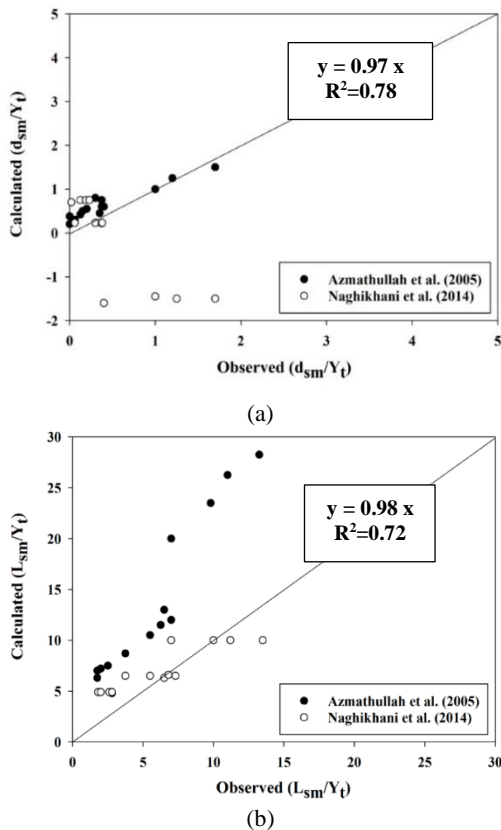 5
4
3
2
1
0
-1
-2
Calculated (dsm/Yt)
y = 0.97 x
R²=0.78
Azmathullah et al. (2005)
Naghikhani et al. (2014)
0 1 2 3 4 5
Observed (dsm/Yt)
(a)
30
25
20
15
10
5
0
Calculated (Lsm/Yt)
y = 0.98 x
R²=0.72
Azmathullah et al. (2005)
Naghikhani et al. (2014)
0 5 10 15 20 25 30
Observed (Lsm/Yt)
(b)